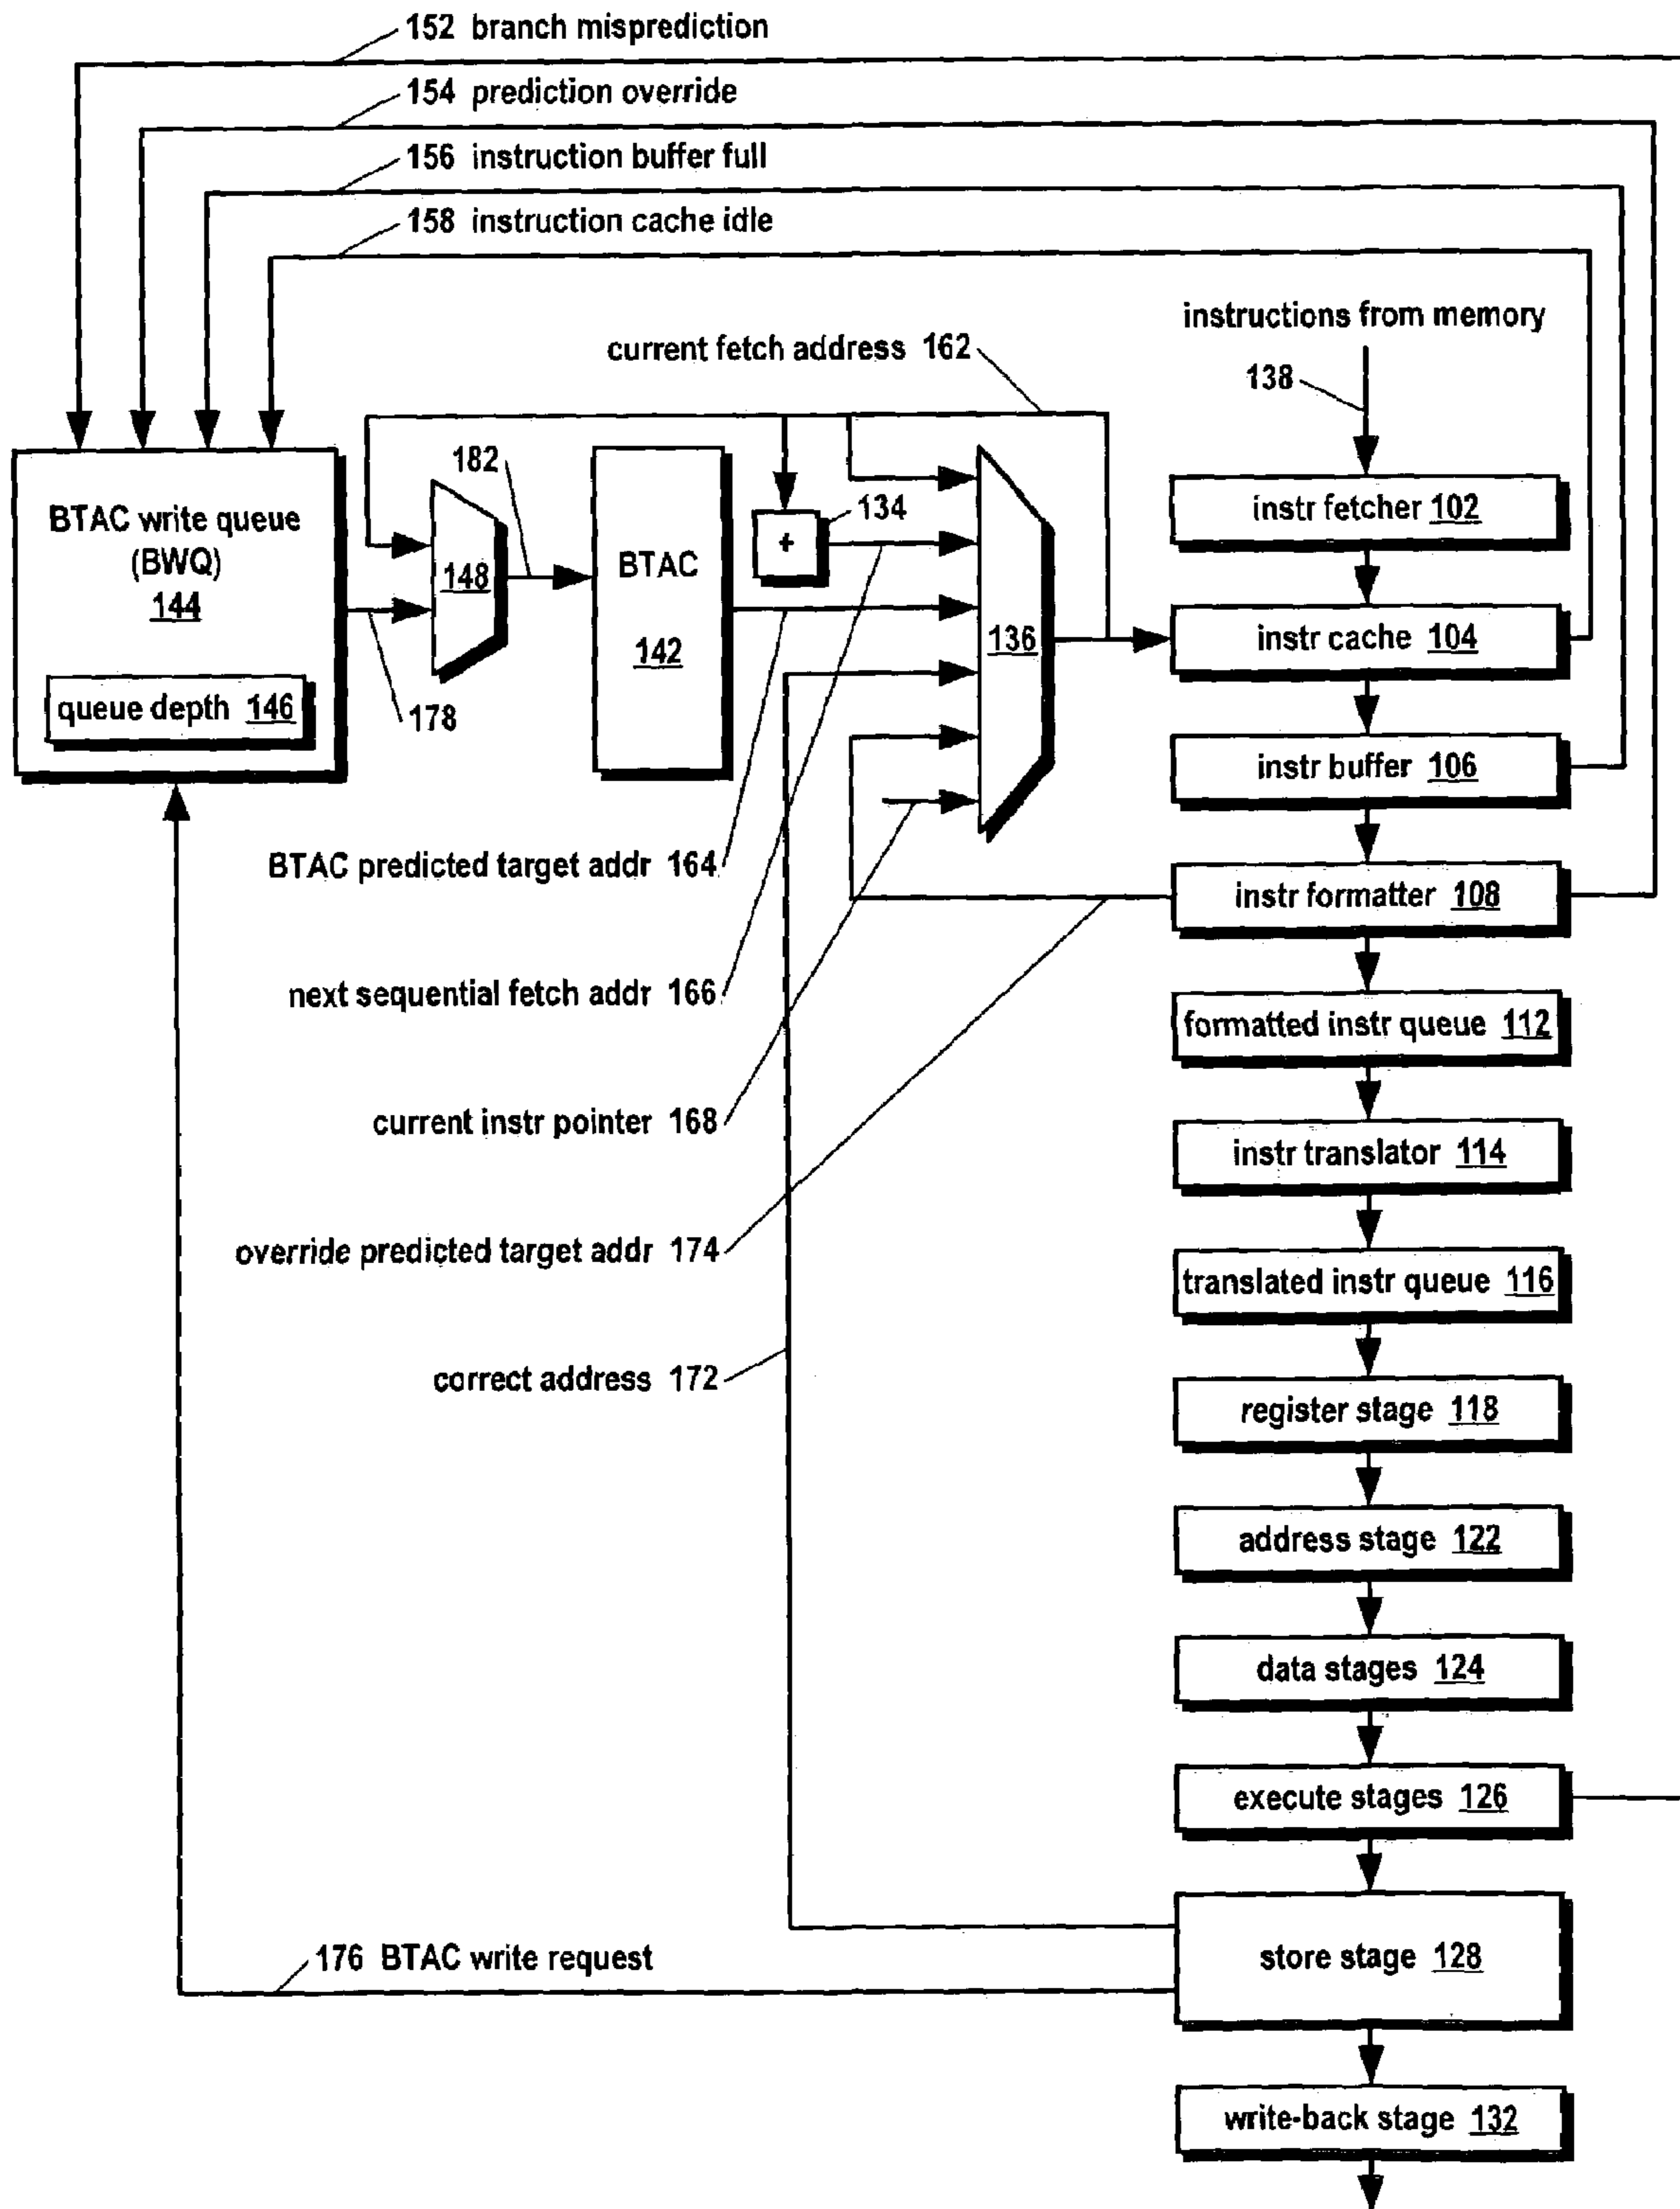 152 branch misprediction
154 prediction override
156 instruction buffer full
158 instruction cache idle
instructions from memory
138
current fetch address 162
182
134
BTAC write queue
(BWQ)
144
queue depth 146
178
148
BTAC
142
+
136
instr fetcher 102
instr cache 104
instr buffer 106
BTAC predicted target addr 164
instr formatter 108
next sequential fetch addr 166
formatted instr queue 112
current instr pointer 168
instr translator 114
override predicted target addr 174
translated instr queue 116
correct address 172
register stage 118
address stage 122
data stages 124
execute stages 126
176 BTAC write request
store stage 128
write-back stage 132